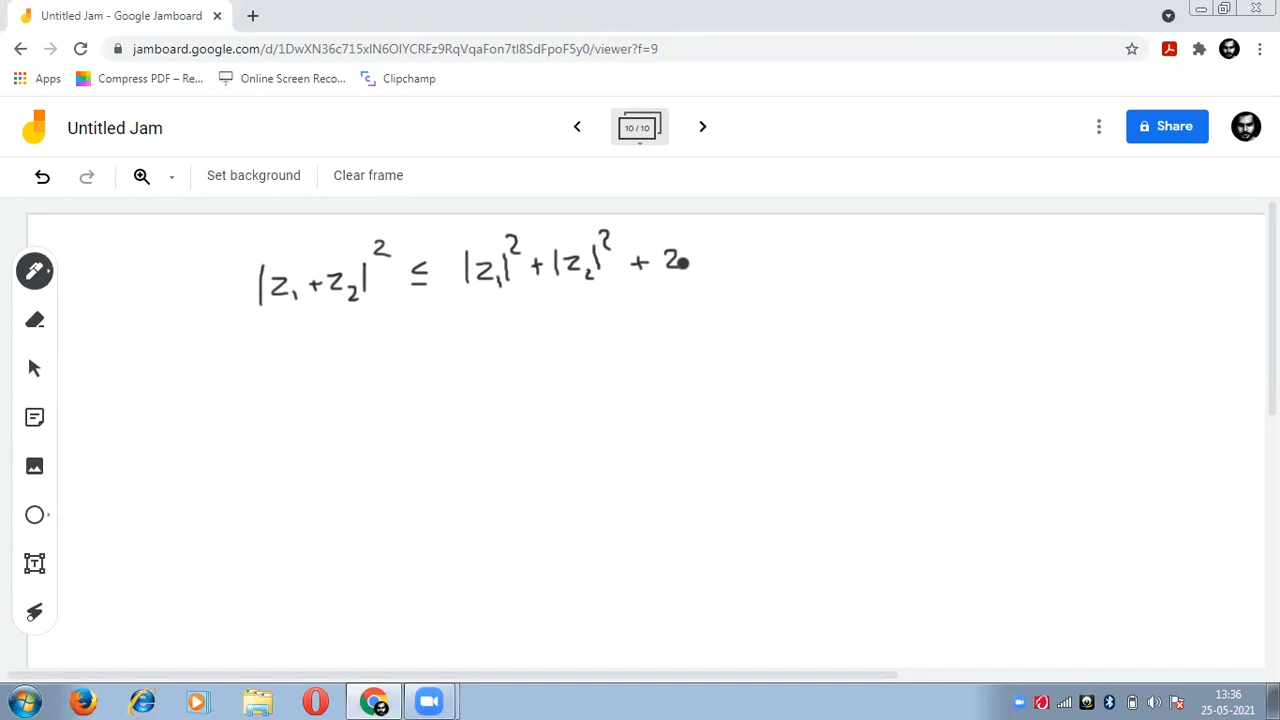 Untitled Jam - Google Jamboard
jamboard.google.com/d/1DwXN36c715xIN6OIYCRFz9RqVqaFon7tl8SdFpoF5y0/viewer?f=9
Apps Compress PDF – Re... Online Screen Reco... Clipchamp
Untitled Jam
10 / 10
Share
Set background Clear frame
|z₁ + z₂|² ≤ |z₁|² + |z₂|² + 2
13:36
25-05-2021